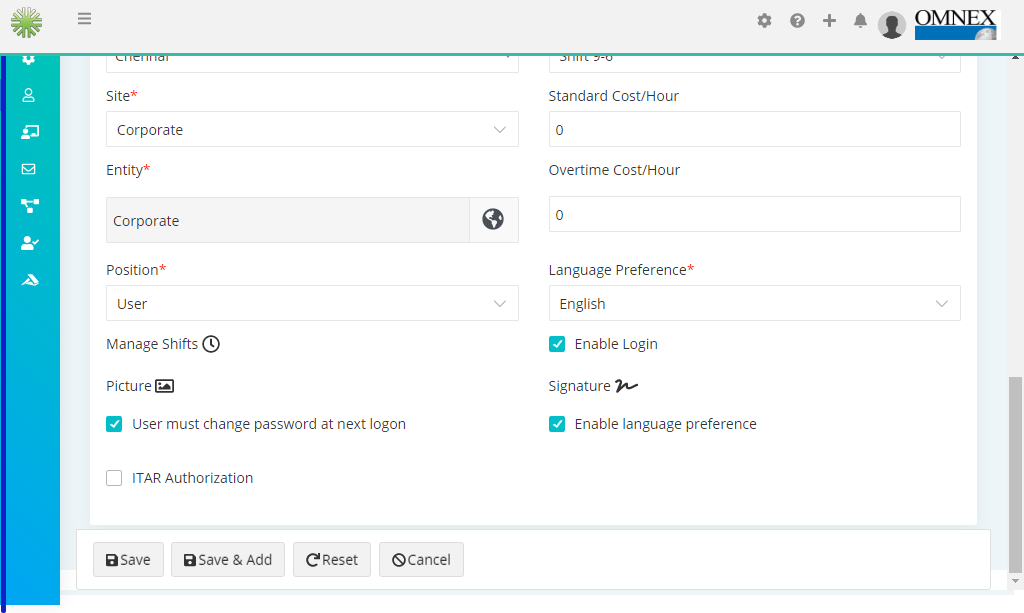 OMNEX
Chennai
Shift 9-6
Site*
Standard Cost/Hour
Corporate
0
Entity*
Overtime Cost/Hour
Corporate
0
Position*
Language Preference*
User
English
Manage Shifts
Enable Login
Picture
Signature
User must change password at next logon
Enable language preference
ITAR Authorization
Save
Save & Add
Reset
Cancel